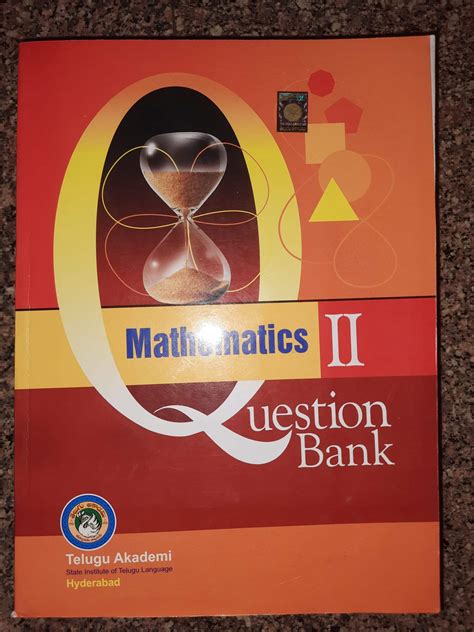 Mathematics II
Question
Bank
Telugu Akademi
State Institute of Telugu Language
Hyderabad